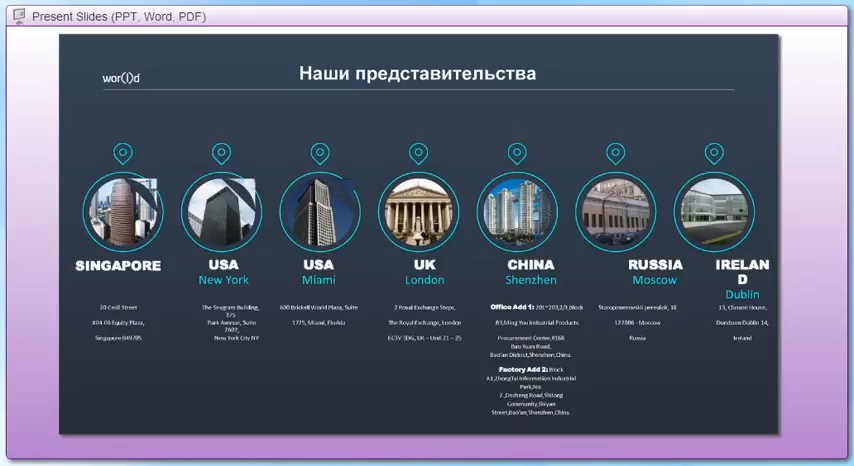 Present Slides (PPT, Word, PDF)
wor(l)d
Наши представительства
SINGAPORE
20 Cecil Street
#04-06 Equity Plaza,
Singapore 049705
USA
New York
The Seagram Building,
375
Park Avenue, Suite
2607,
New York City NY
USA
Miami
600 Brickell World Plaza, Suite
1775, Miami, Florida
UK
London
2 Royal Exchange Steps,
The Royal Exchange, London
EC3V 3DG, UK – Unit 21 – 25
CHINA
Shenzhen
Office Add 1: 201~203,2/F,Block
B3,Ming You Industrial Products
Procurement Centre,#168
Bao Yuan Road,
Bao'an District,Shenzhen,China.
Factory Add 2: Block
A1,ZhongTai Information Industrial
Park,No.
2 ,Dezheng Road,Shilong
Community,Shiyan
Street,Bao'an,Shenzhen,China.
RUSSIA
Moscow
Staropimenovskii pereulok, 16
127006 - Moscow
Russia
IRELAN
D
Dublin
13, Classon House,
Dundrum Dublin 14,
Ireland